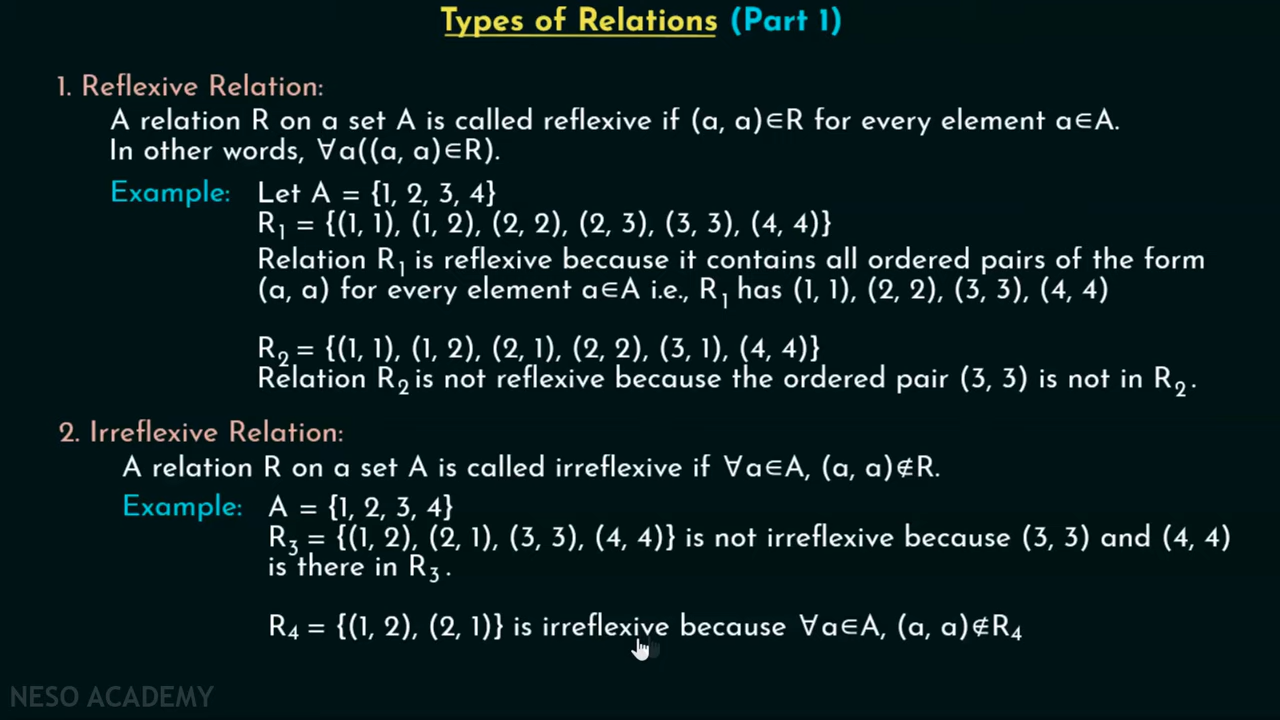 Types of Relations (Part 1)
1. Reflexive Relation:
A relation R on a set A is called reflexive if (a, a)∈R for every element a∈A.
In other words, ∀a((a, a)∈R).
Example: Let A = {1, 2, 3, 4}
R₁ = {(1, 1), (1, 2), (2, 2), (2, 3), (3, 3), (4, 4)}
Relation R₁ is reflexive because it contains all ordered pairs of the form
(a, a) for every element a∈A i.e., R₁ has (1, 1), (2, 2), (3, 3), (4, 4)
R₂ = {(1, 1), (1, 2), (2, 1), (2, 2), (3, 1), (4, 4)}
Relation R₂ is not reflexive because the ordered pair (3, 3) is not in R₂.
2. Irreflexive Relation:
A relation R on a set A is called irreflexive if ∀a∈A, (a, a)∉R.
Example: A = {1, 2, 3, 4}
R₃ = {(1, 2), (2, 1), (3, 3), (4, 4)} is not irreflexive because (3, 3) and (4, 4)
is there in R₃.
R₄ = {(1, 2), (2, 1)} is irreflexive because ∀a∈A, (a, a)∉R₄
NESO ACADEMY